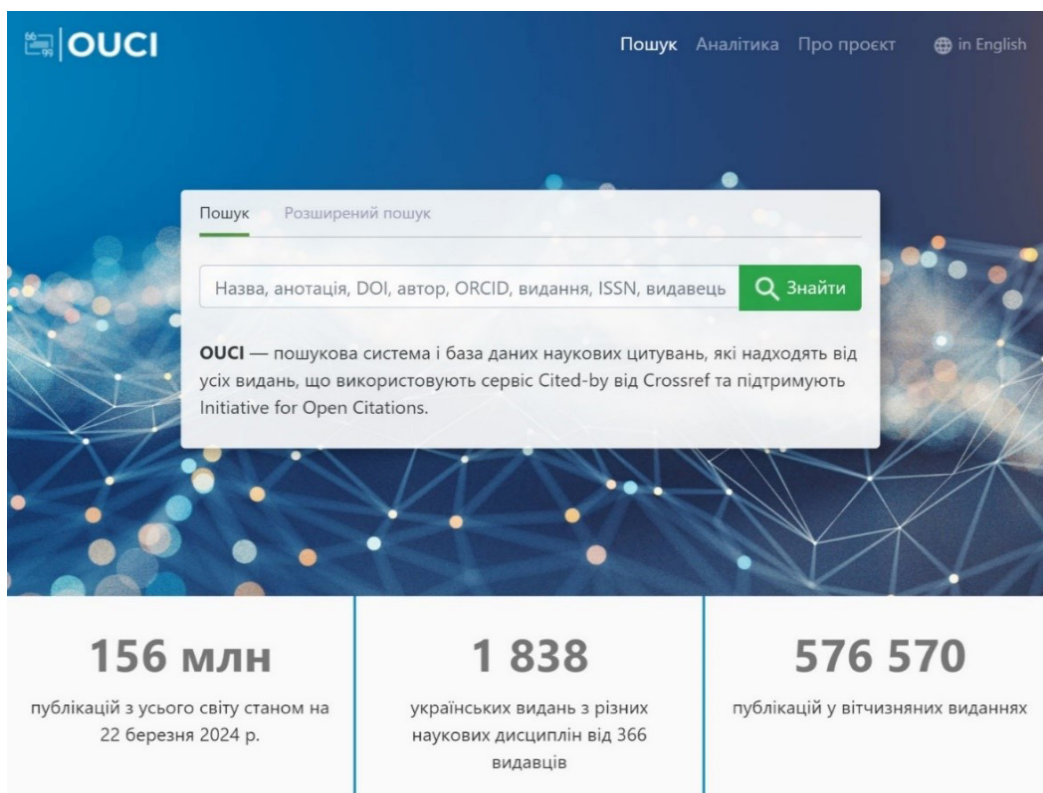 OUCI
Пошук Аналітика Про проєкт in English
Пошук Розширений пошук
Назва, анотація, DOI, автор, ORCID, видання, ISSN, видавець Знайти
OUCI — пошукова система і база даних наукових цитувань, які надходять від
усіх видань, що використовують сервіс Cited-by від Crossref та підтримують
Initiative for Open Citations.
156 млн
публікацій з усього світу станом на
22 березня 2024 р.
1 838
українських видань з різних
наукових дисциплін від 366
видавців
576 570
публікацій у вітчизняних виданнях